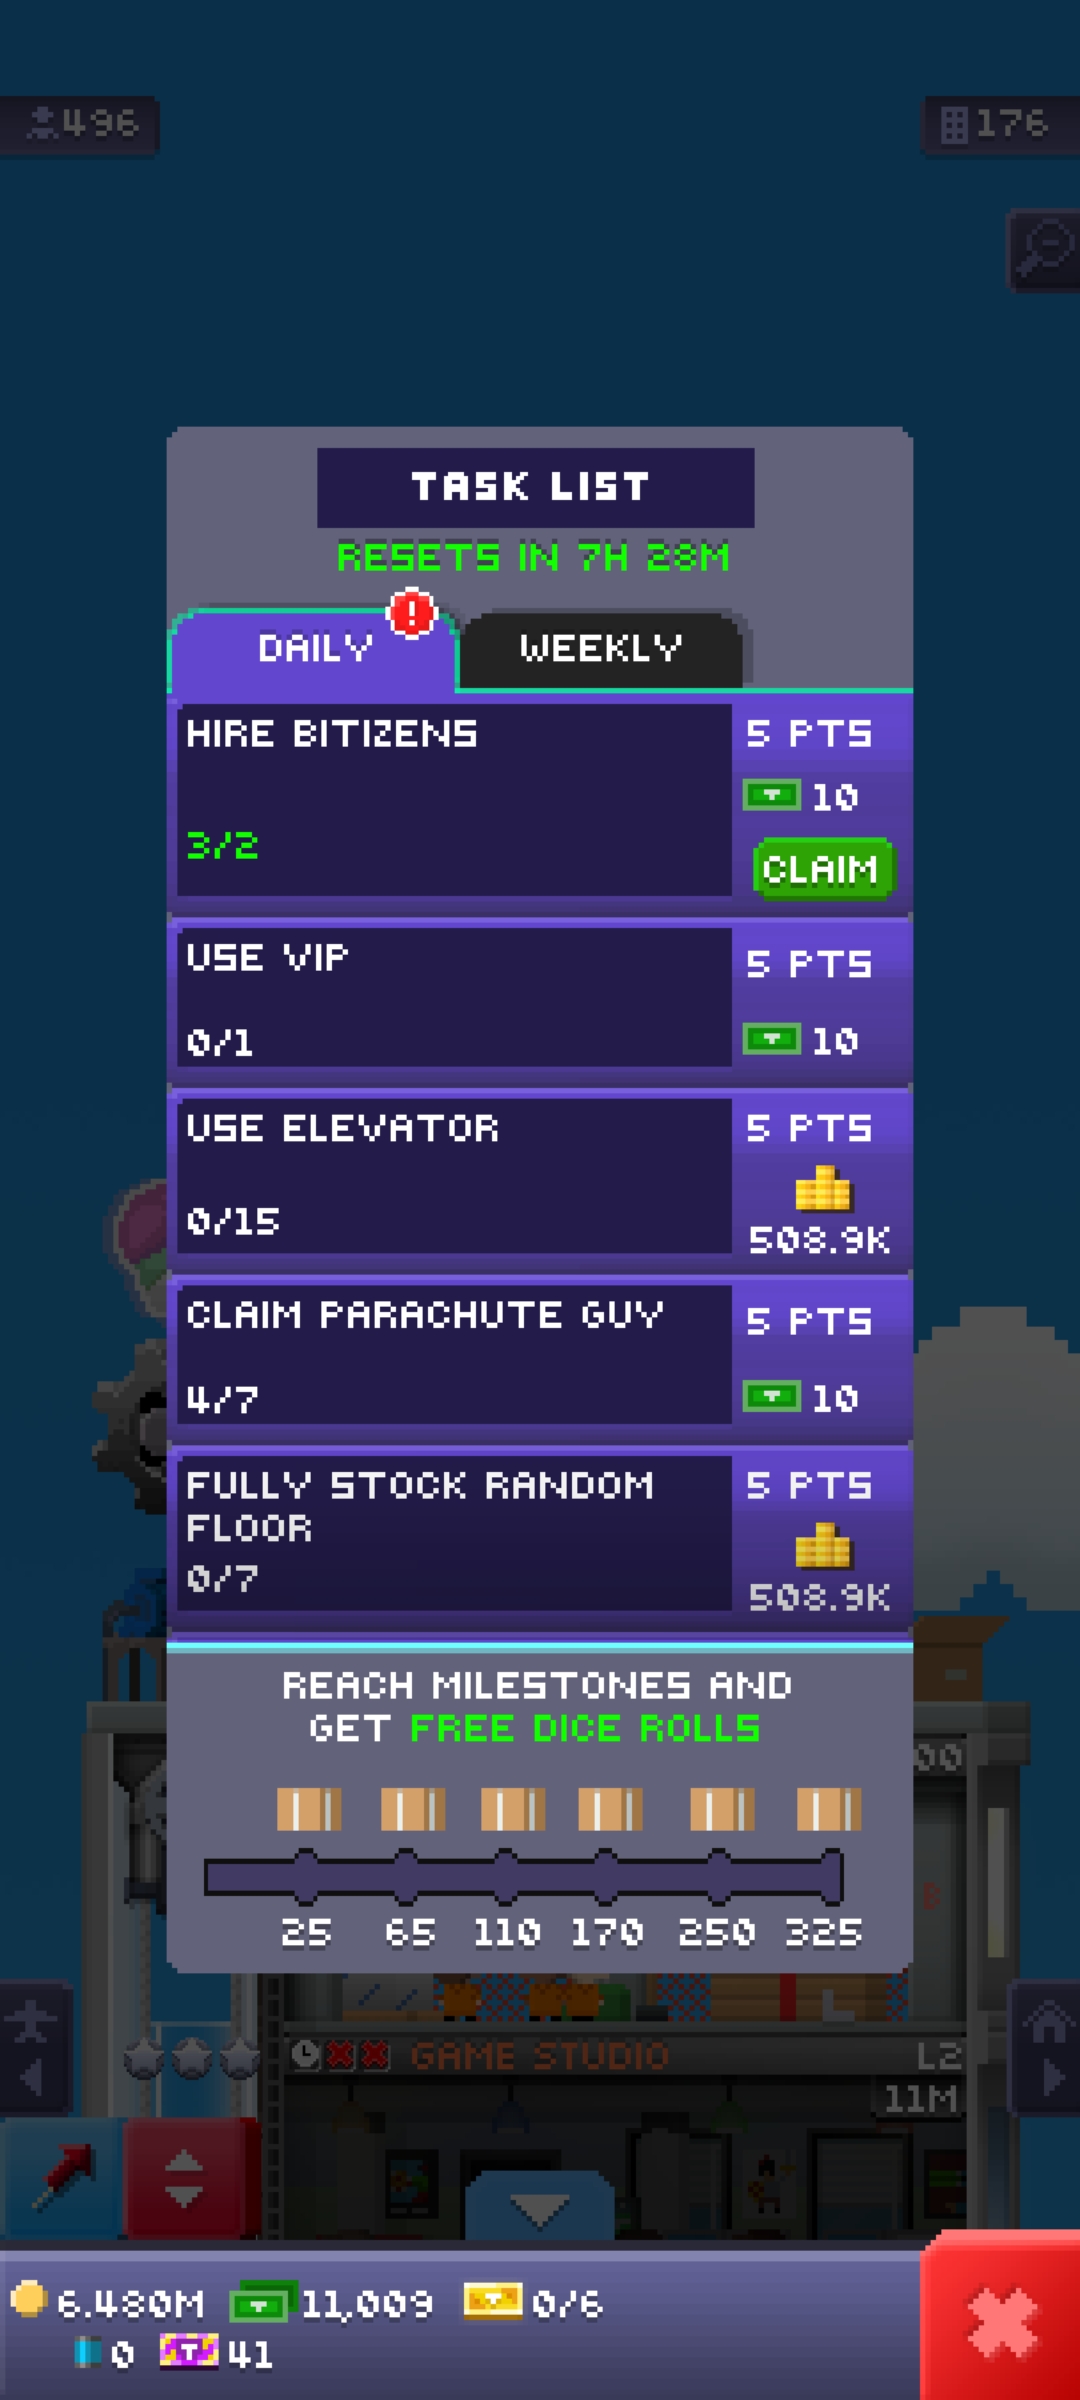 496
176
TASK LIST
RESETS IN 7H 28M
!
DAILY
WEEKLY
HIRE BITIZENS
5 PTS
10
3/2
CLAIM
USE VIP
5 PTS
0/1
10
USE ELEVATOR
5 PTS
0/15
508.9K
CLAIM PARACHUTE GUY
5 PTS
4/7
10
FULLY STOCK RANDOM
FLOOR
5 PTS
0/7
508.9K
REACH MILESTONES AND
GET FREE DICE ROLLS
00
25 65 110 170 250 325
GAME STUDIO
L2
11M
6.480M 11,009 0/6
0 41